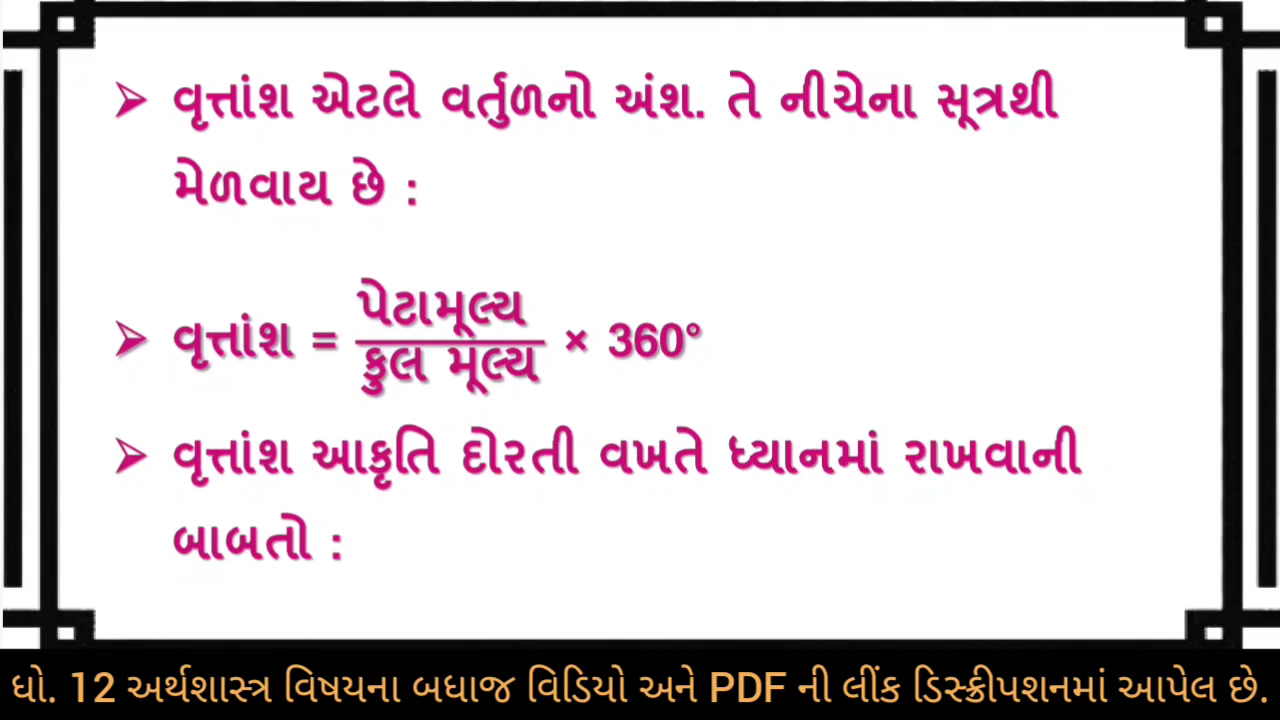 ➢ વૃત્તાંશ એટલે વર્તુળનો અંશ. તે નીચેના સૂત્રથી
મેળવાય છે :
➢ વૃત્તાંશ = પેટામૂલ્ય / કુલ મૂલ્ય × 360°
➢ વૃત્તાંશ આકૃતિ દોરતી વખતે ધ્યાનમાં રાખવાની
બાબતો :
ધો. 12 અર્થશાસ્ત્ર વિષયના બધાજ વિડિયો અને PDF ની લીંક ડિસ્ક્રીપશનમાં આપેલ છે.